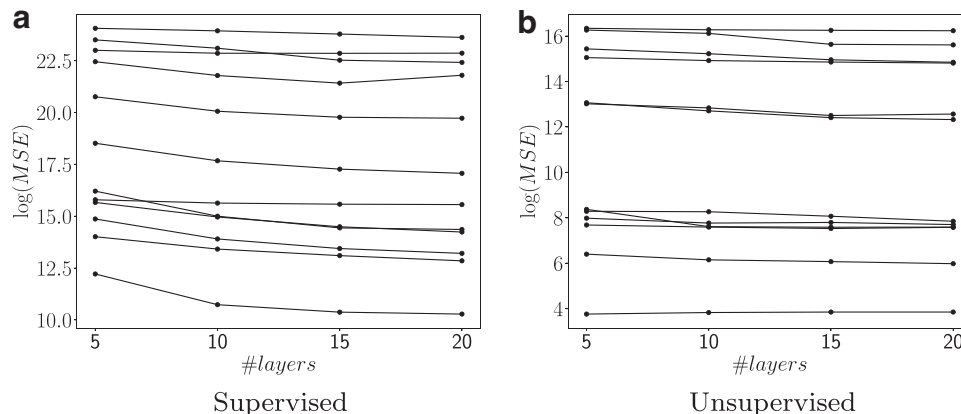 a
log(MSE)
22.5
20.0
17.5
15.0
12.5
10.0
5 10 15 20
#layers
Supervised
b
log(MSE)
16
14
12
10
8
6
4
5 10 15 20
#layers
Unsupervised